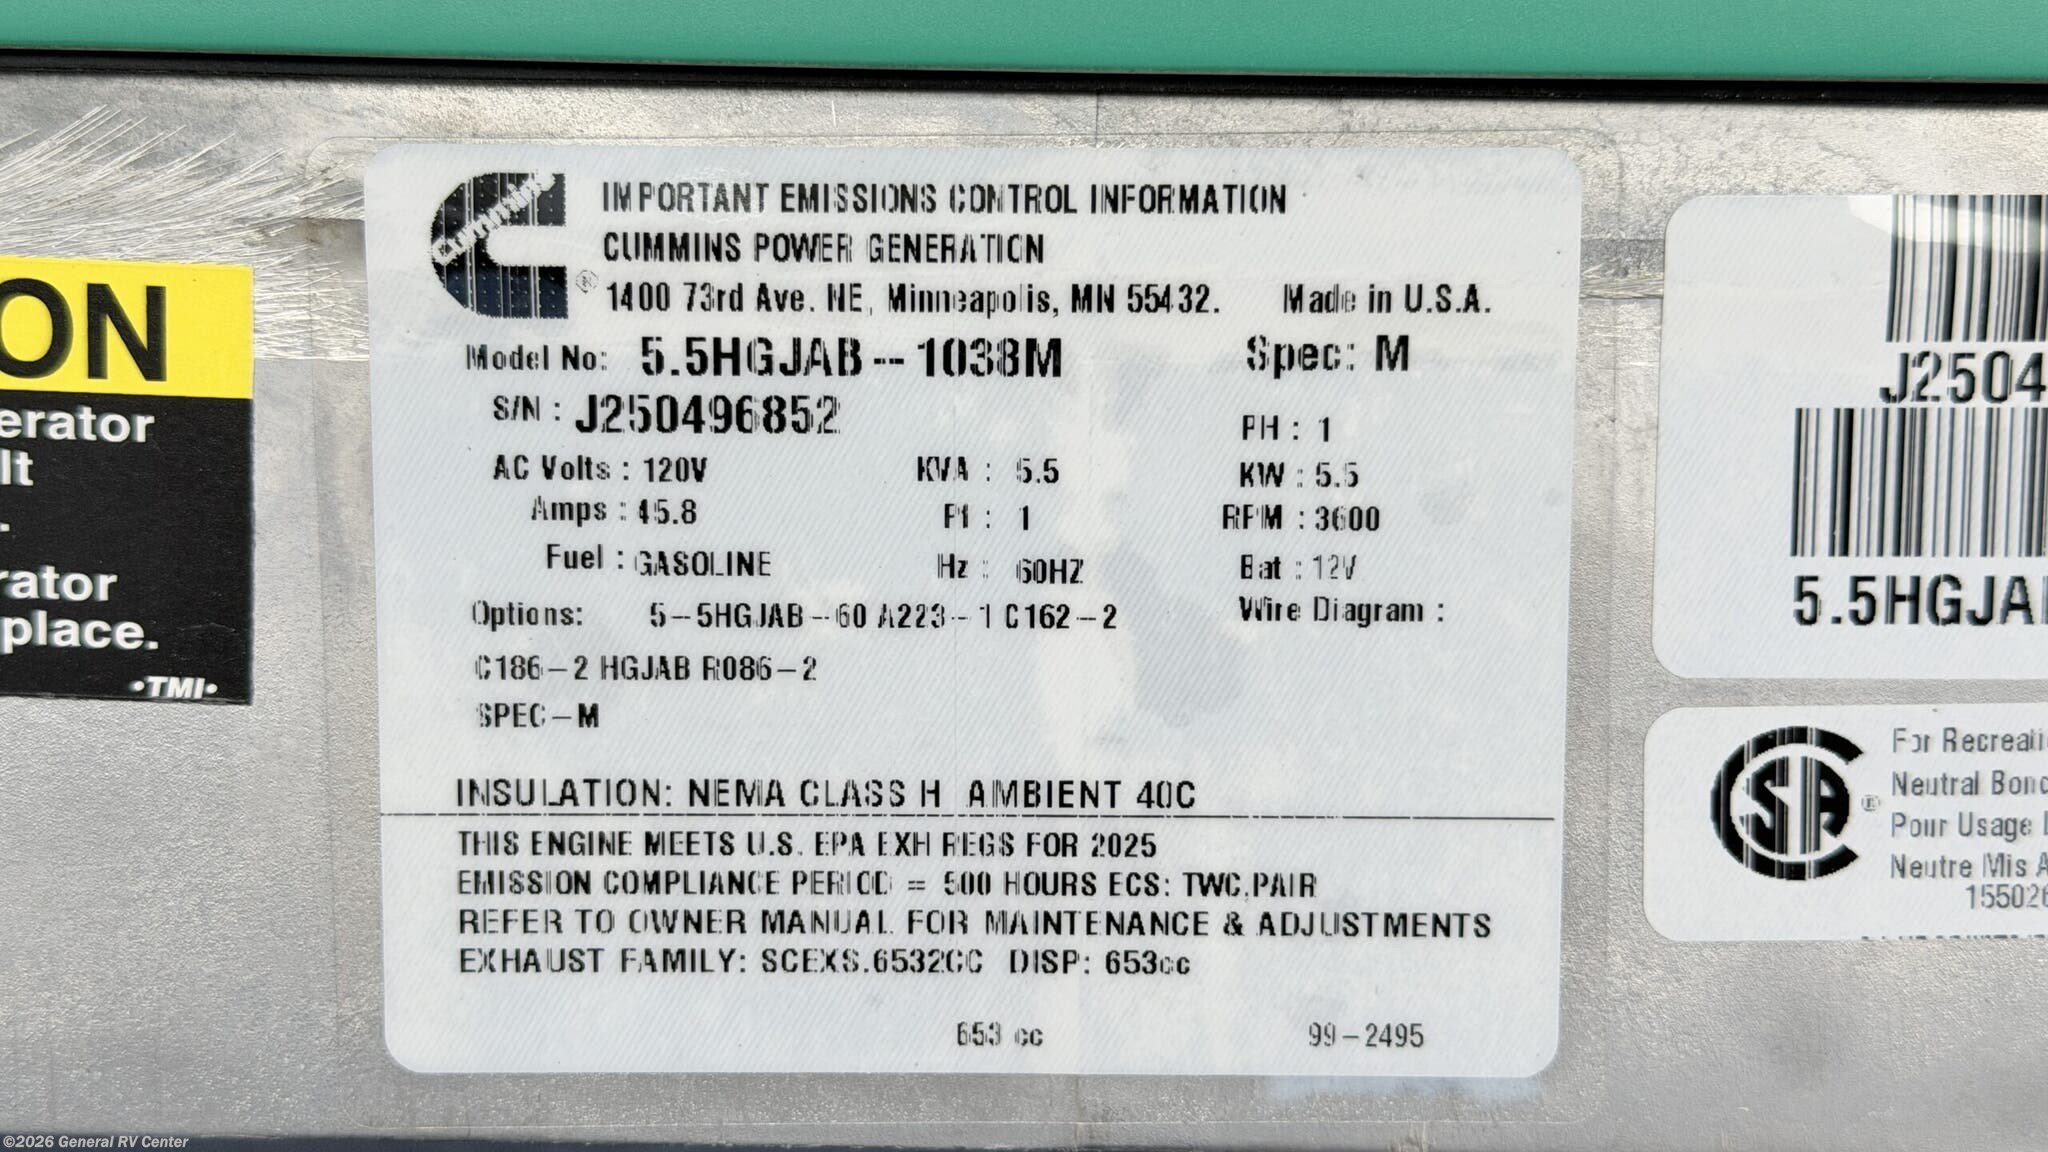 ON
erator
lt
.
rator
place.
•TMI•
Cummins
®
IMPORTANT EMISSIONS CONTROL INFORMATION
CUMMINS POWER GENERATION
1400 73rd Ave. NE, Minneapolis, MN 55432. Made in U.S.A.
Model No: 5.5HGJAB--1038M Spec: M
S/N : J250496852
PH : 1
AC Volts : 120V KVA : 5.5 KW : 5.5
Amps : 45.8 Pf : 1 RPM : 3600
Fuel : GASOLINE Hz : 60HZ Bat : 12V
Options: 5-5HGJAB-60 A223-1 C162-2 Wire Diagram :
C186-2 HGJAB R086-2
SPEC-M
INSULATION: NEMA CLASS H AMBIENT 40C
THIS ENGINE MEETS U.S. EPA EXH REGS FOR 2025
EMISSION COMPLIANCE PERIOD = 500 HOURS ECS: TWC,PAIR
REFER TO OWNER MANUAL FOR MAINTENANCE & ADJUSTMENTS
EXHAUST FAMILY: SCEXS.6532CC DISP: 653cc
653 cc 99-2495
J2504
5.5HGJA
SA ®
For Recreati
Neutral Bond
Pour Usage
Neutre Mis A
155026
©2026 General RV Center